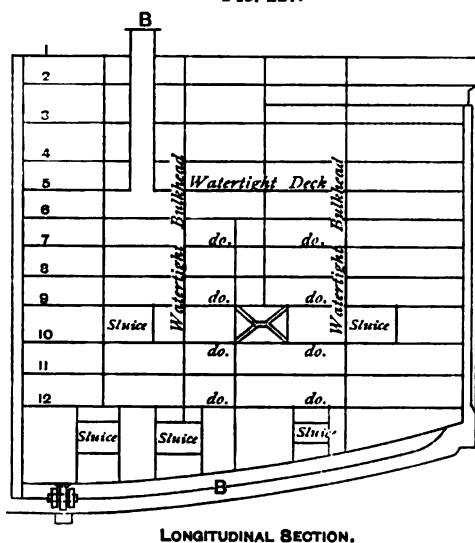 B
1
2
3
4
Watertight Deck
5
Watertight Bulkhead
Watertight Bulkhead
6
do. do.
7
8
do. do.
9
Sluice Sluice
10
do. do.
11
do. do.
12
Sluice Sluice Sluice
B
LONGITUDINAL SECTION.